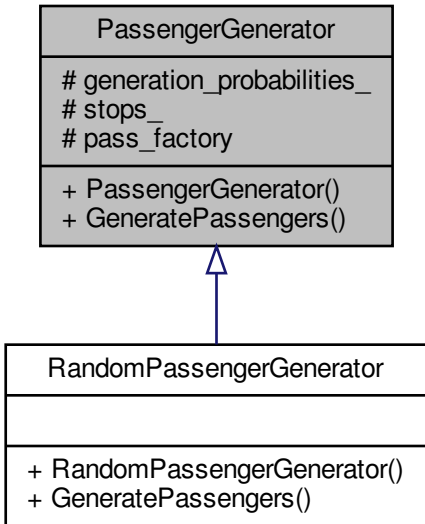 PassengerGenerator
# generation_probabilities_
# stops_
# pass_factory
+ PassengerGenerator()
+ GeneratePassengers()
RandomPassengerGenerator
+ RandomPassengerGenerator()
+ GeneratePassengers()